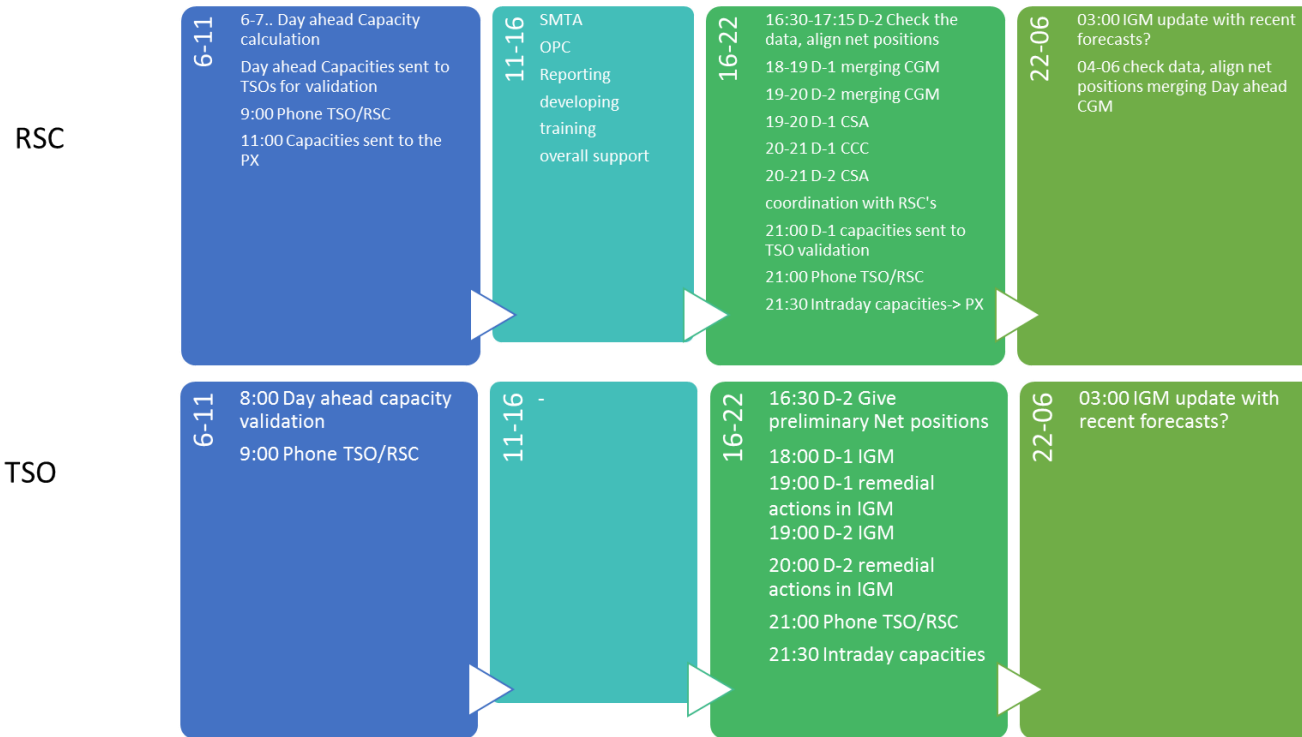 RSC
6-11
6-7.. Day ahead Capacity
calculation
Day ahead Capacities sent to
TSOs for validation
9:00 Phone TSO/RSC
11:00 Capacities sent to the
PX
11-16
SMTA
OPC
Reporting
developing
training
overall support
16-22
16:30-17:15 D-2 Check the
data, align net positions
18-19 D-1 merging CGM
19-20 D-2 merging CGM
19-20 D-1 CSA
20-21 D-1 CCC
20-21 D-2 CSA
coordination with RSC's
21:00 D-1 capacities sent to
TSO validation
21:00 Phone TSO/RSC
21:30 Intraday capacities-> PX
22-06
03:00 IGM update with recent
forecasts?
04-06 check data, align net
positions merging Day ahead
CGM
TSO
6-11
8:00 Day ahead capacity
validation
9:00 Phone TSO/RSC
11-16
-
16-22
16:30 D-2 Give
preliminary Net positions
18:00 D-1 IGM
19:00 D-1 remedial
actions in IGM
19:00 D-2 IGM
20:00 D-2 remedial
actions in IGM
21:00 Phone TSO/RSC
21:30 Intraday capacities
22-06
03:00 IGM update with
recent forecasts?